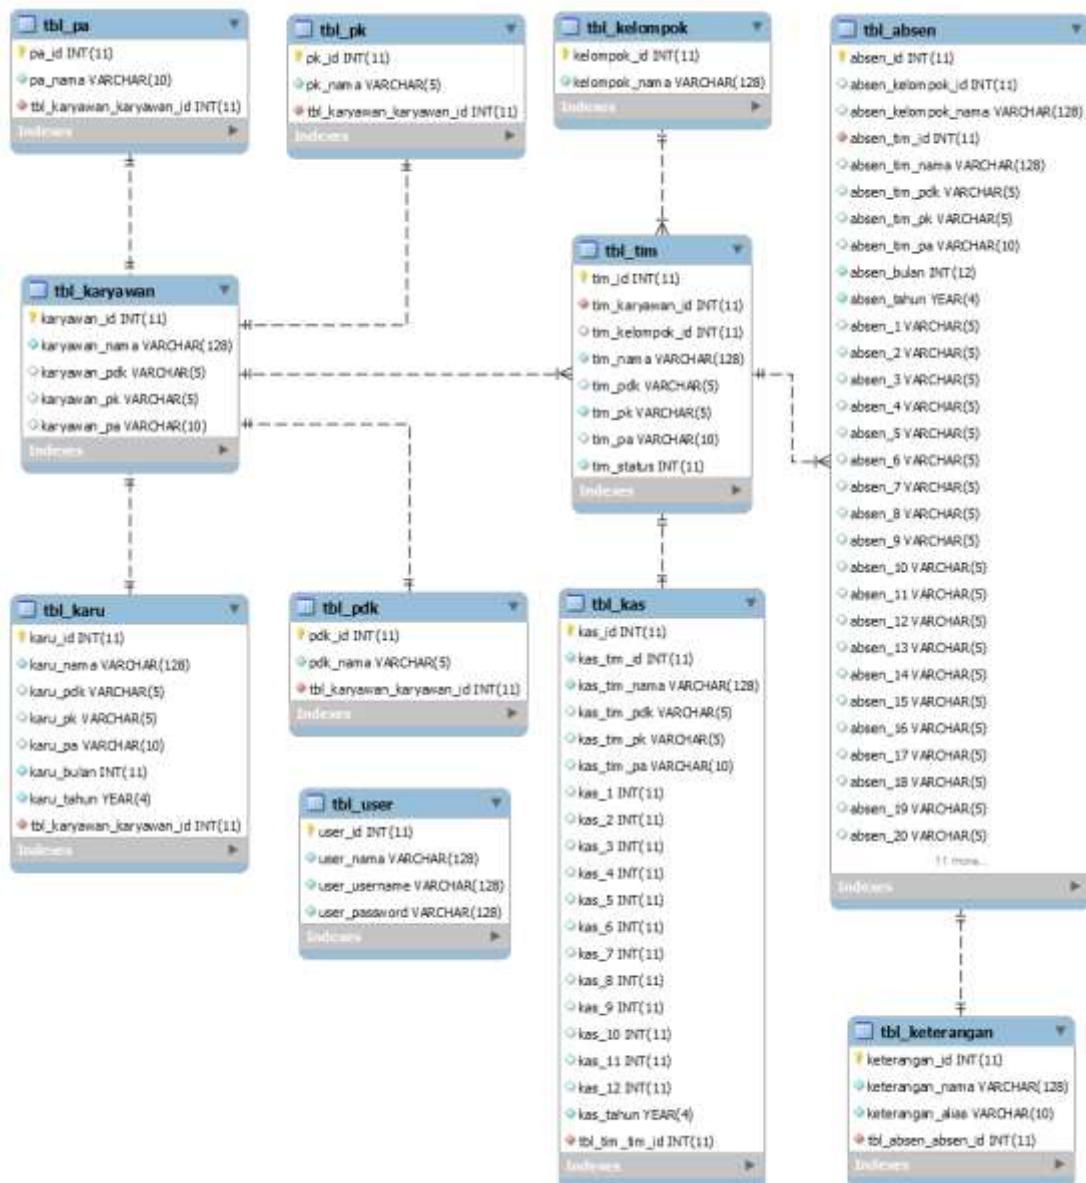 tbl_pa
pa_id INT(11)
pa_nama VARCHAR(10)
tbl_karyawan_karyawan_id INT(11)
Indexes
tbl_pk
pk_id INT(11)
pk_nama VARCHAR(5)
tbl_karyawan_karyawan_id INT(11)
Indexes
tbl_kelompok
kelompok_id INT(11)
kelompok_nama VARCHAR(128)
Indexes
tbl_absen
absen_id INT(11)
absen_kelompok_id INT(11)
absen_kelompok_nama VARCHAR(128)
absen_tim_id INT(11)
absen_tim_nama VARCHAR(128)
absen_tim_pdk VARCHAR(5)
absen_tim_pk VARCHAR(5)
absen_tim_pa VARCHAR(10)
absen_bulan INT(12)
absen_tahun YEAR(4)
absen_1 VARCHAR(5)
absen_2 VARCHAR(5)
absen_3 VARCHAR(5)
absen_4 VARCHAR(5)
absen_5 VARCHAR(5)
absen_6 VARCHAR(5)
absen_7 VARCHAR(5)
absen_8 VARCHAR(5)
absen_9 VARCHAR(5)
absen_10 VARCHAR(5)
absen_11 VARCHAR(5)
absen_12 VARCHAR(5)
absen_13 VARCHAR(5)
absen_14 VARCHAR(5)
absen_15 VARCHAR(5)
absen_16 VARCHAR(5)
absen_17 VARCHAR(5)
absen_18 VARCHAR(5)
absen_19 VARCHAR(5)
absen_20 VARCHAR(5)
11 more...
Indexes
tbl_karyawan
karyawan_id INT(11)
karyawan_nama VARCHAR(128)
karyawan_pdk VARCHAR(5)
karyawan_pk VARCHAR(5)
karyawan_pa VARCHAR(10)
Indexes
tbl_tim
tim_id INT(11)
tim_karyawan_id INT(11)
tim_kelompok_id INT(11)
tim_nama VARCHAR(128)
tim_pdk VARCHAR(5)
tim_pk VARCHAR(5)
tim_pa VARCHAR(10)
tim_status INT(11)
Indexes
tbl_karu
karu_id INT(11)
karu_nama VARCHAR(128)
karu_pdk VARCHAR(5)
karu_pk VARCHAR(5)
karu_pa VARCHAR(10)
karu_bulan INT(11)
karu_tahun YEAR(4)
tbl_karyawan_karyawan_id INT(11)
Indexes
tbl_pdk
pdk_id INT(11)
pdk_nama VARCHAR(5)
tbl_karyawan_karyawan_id INT(11)
Indexes
tbl_user
user_id INT(11)
user_nama VARCHAR(128)
user_username VARCHAR(128)
user_password VARCHAR(128)
Indexes
tbl_kas
kas_id INT(11)
kas_tim_id INT(11)
kas_tim_nama VARCHAR(128)
kas_tim_pdk VARCHAR(5)
kas_tim_pk VARCHAR(5)
kas_tim_pa VARCHAR(10)
kas_1 INT(11)
kas_2 INT(11)
kas_3 INT(11)
kas_4 INT(11)
kas_5 INT(11)
kas_6 INT(11)
kas_7 INT(11)
kas_8 INT(11)
kas_9 INT(11)
kas_10 INT(11)
kas_11 INT(11)
kas_12 INT(11)
kas_tahun YEAR(4)
tbl_tim_tim_id INT(11)
Indexes
tbl_keterangan
keterangan_id INT(11)
keterangan_nama VARCHAR(128)
keterangan_alias VARCHAR(10)
tbl_absen_absen_id INT(11)
Indexes